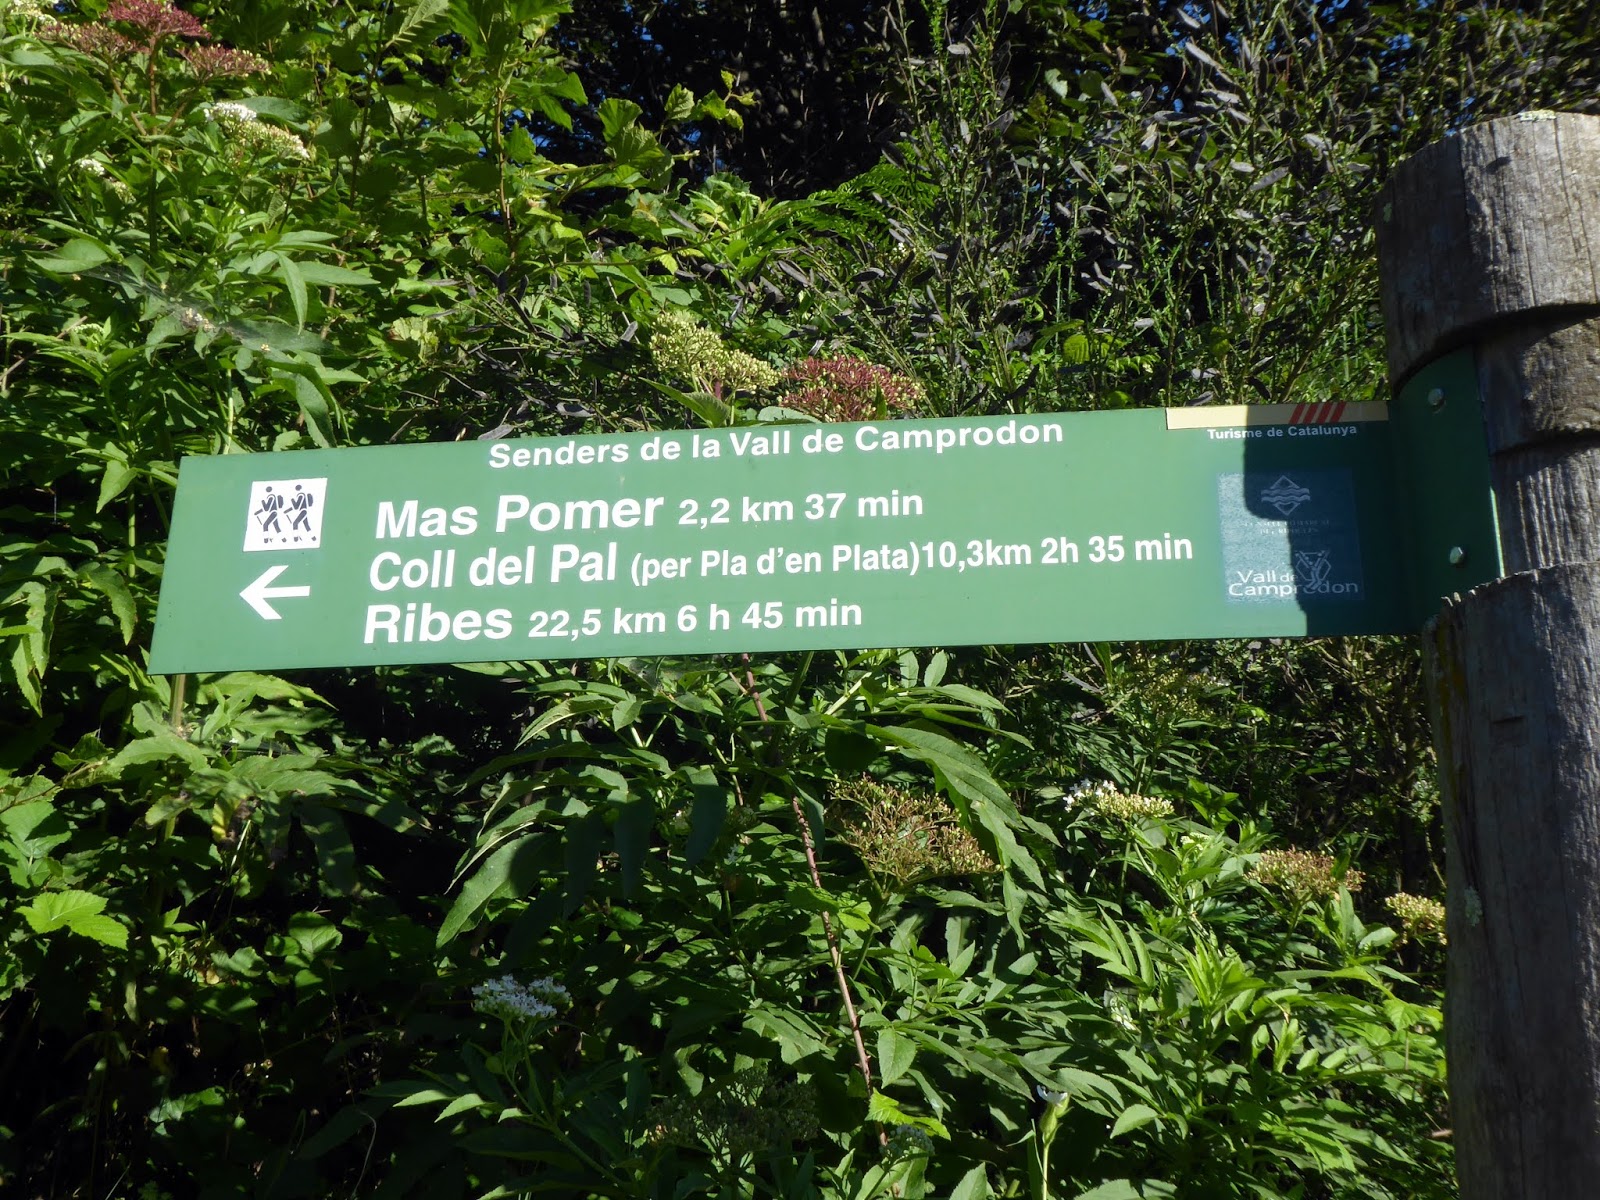 Turisme de Catalunya
Senders de la Vall de Camprodon
Mas Pomer 2,2 km 37 min
Coll del Pal (per Pla d'en Plata)10,3km 2h 35 min
Ribes 22,5 km 6 h 45 min
Vall de
Camprodon